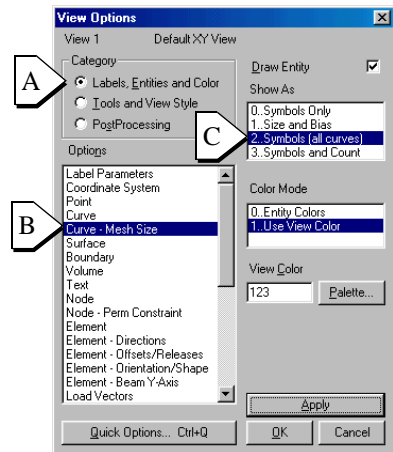 View Options
View 1 Default XY View
Category
A
Labels, Entities and Color
Tools and View Style
PostProcessing
Draw Entity
Show As
0..Symbols Only
1..Size and Bias
C
2..Symbols (all curves)
3..Symbols and Count
Options
Label Parameters
Coordinate System
Point
Curve
B
Curve - Mesh Size
Surface
Boundary
Volume
Text
Node
Node - Perm Constraint
Element
Element - Directions
Element - Offsets/Releases
Element - Orientation/Shape
Element - Beam Y-Axis
Load Vectors
Color Mode
0..Entity Colors
1..Use View Color
View Color
123 Palette...
Apply
Quick Options... Ctrl+Q
OK Cancel